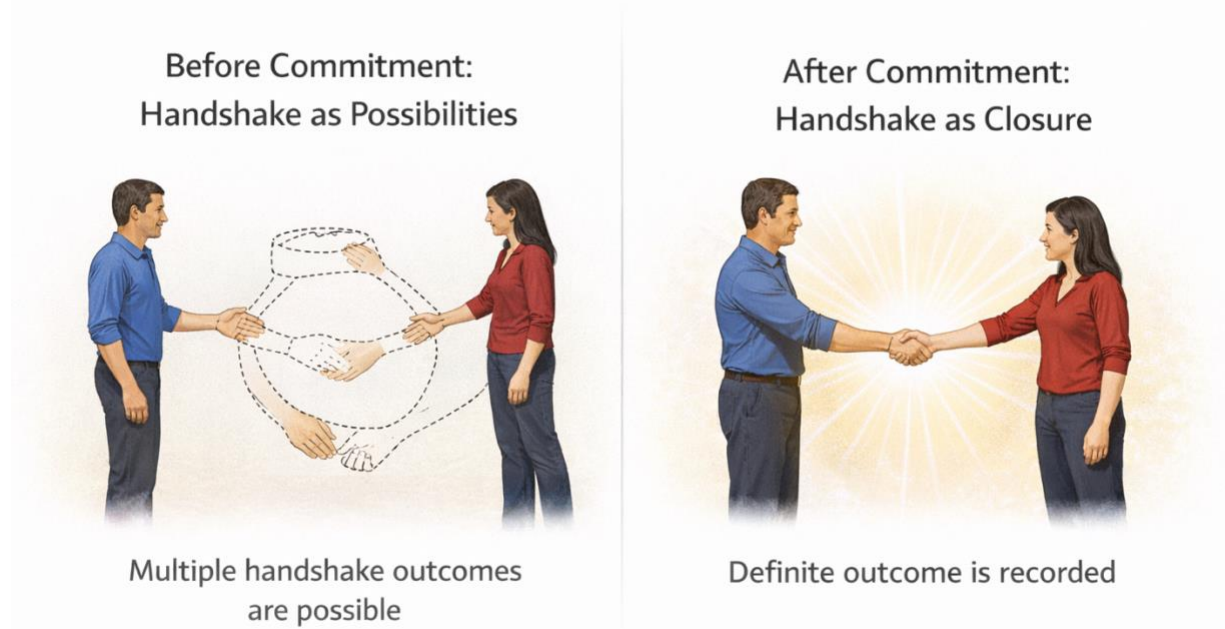 Before Commitment:
Handshake as Possibilities
Multiple handshake outcomes
are possible
After Commitment:
Handshake as Closure
Definite outcome is recorded